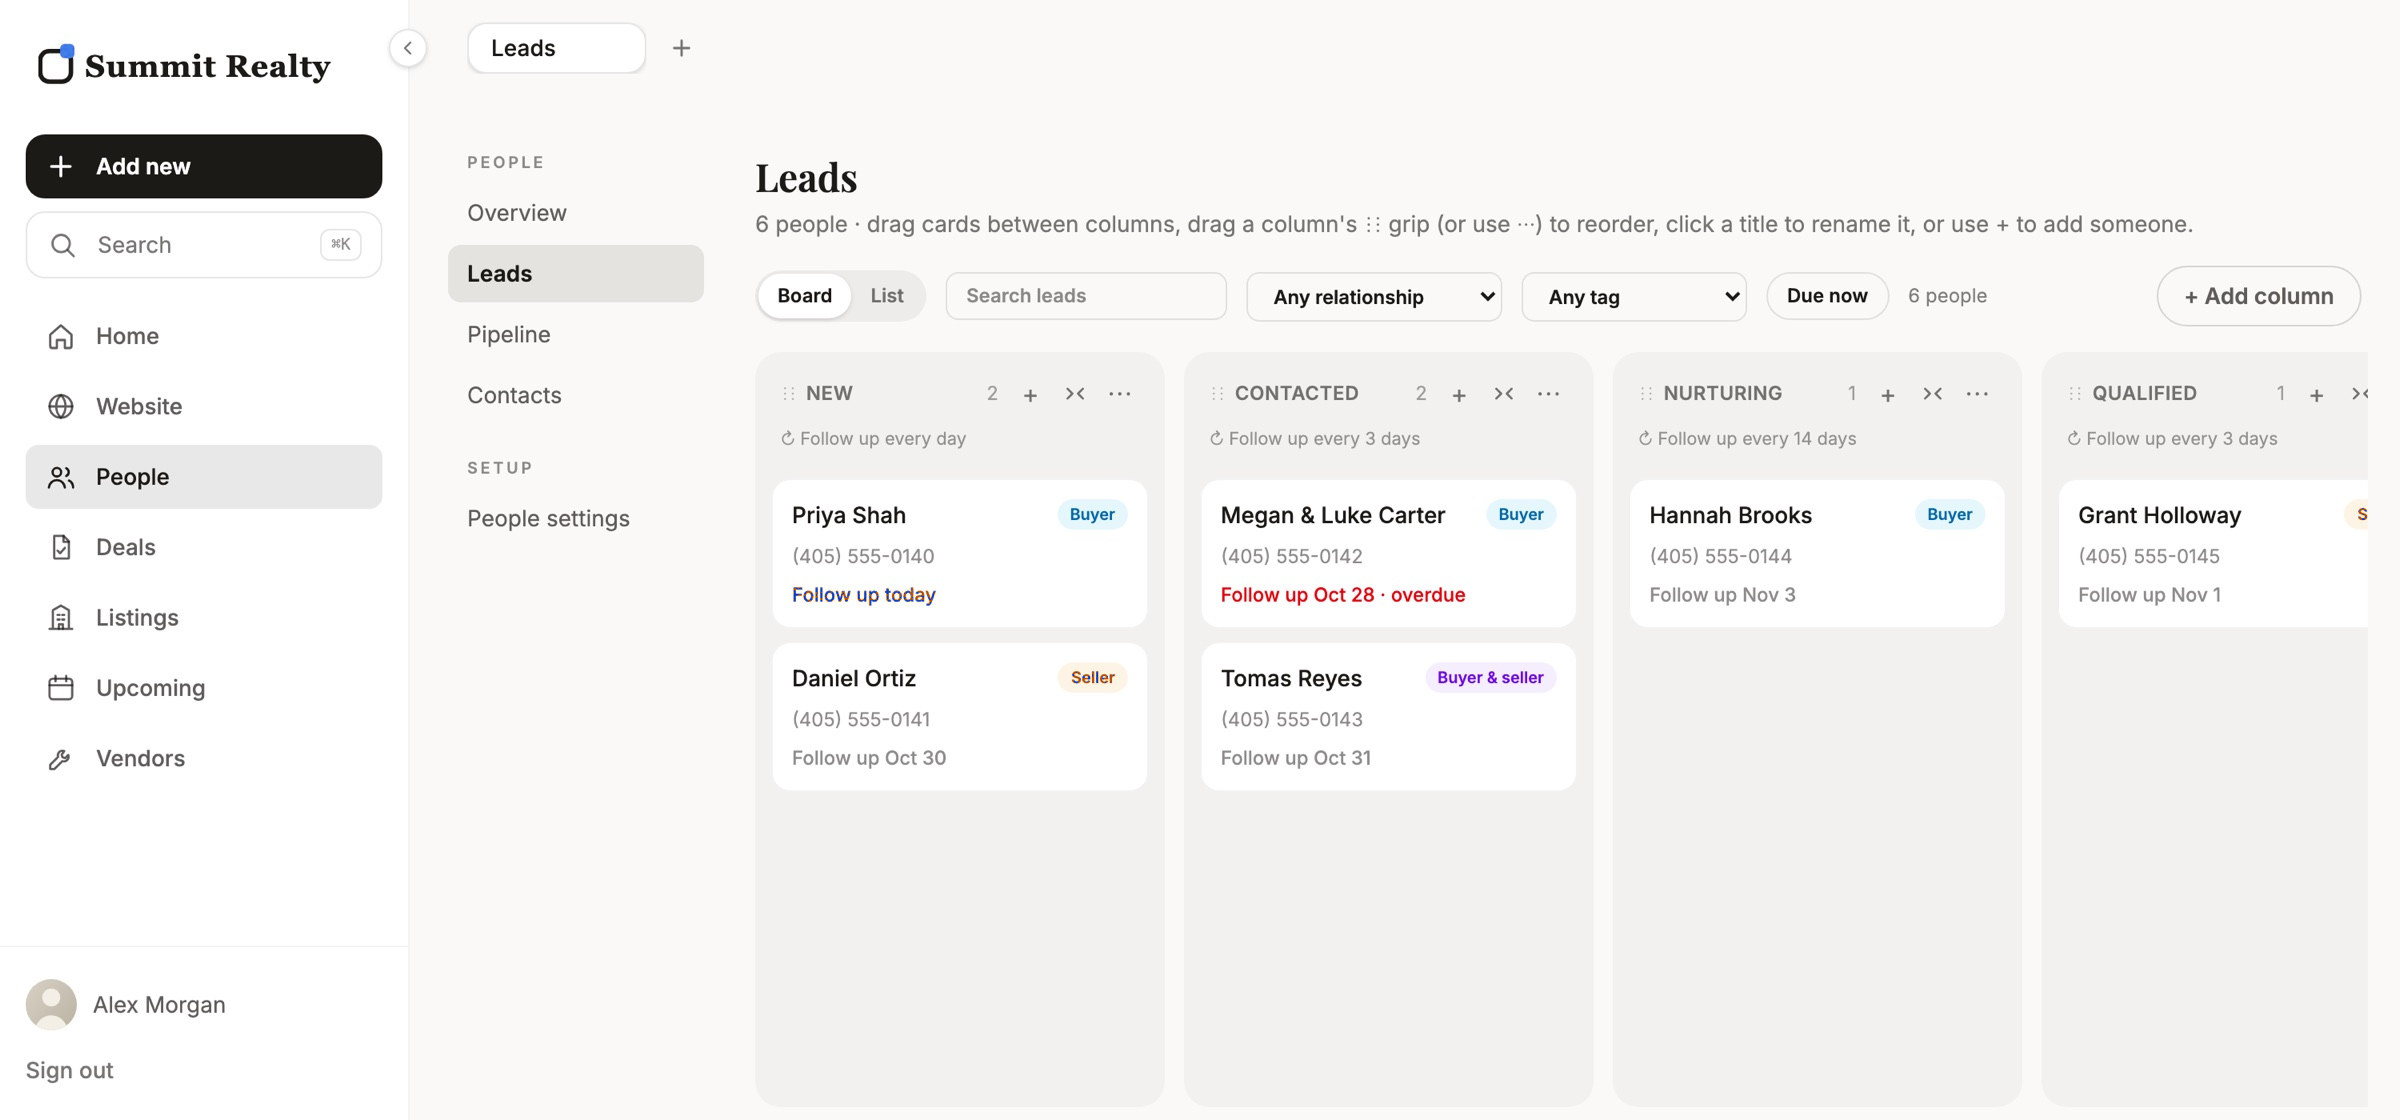 Summit Realty
Add new
Search ⌘K
Home
Website
People
Deals
Listings
Upcoming
Vendors
Alex Morgan
Sign out
Leads +
PEOPLE
Overview
Leads
Pipeline
Contacts
SETUP
People settings
Leads
6 people · drag cards between columns, drag a column's ⋮⋮ grip (or use ···) to reorder, click a title to rename it, or use + to add someone.
Board List Search leads Any relationship Any tag Due now 6 people + Add column
NEW 2 + ···
Follow up every day
Priya Shah Buyer
(405) 555-0140
Follow up today
Daniel Ortiz Seller
(405) 555-0141
Follow up Oct 30
CONTACTED 2 + ···
Follow up every 3 days
Megan & Luke Carter Buyer
(405) 555-0142
Follow up Oct 28 · overdue
Tomas Reyes Buyer & seller
(405) 555-0143
Follow up Oct 31
NURTURING 1 + ···
Follow up every 14 days
Hannah Brooks Buyer
(405) 555-0144
Follow up Nov 3
QUALIFIED 1 +
Follow up every 3 days
Grant Holloway
(405) 555-0145
Follow up Nov 1